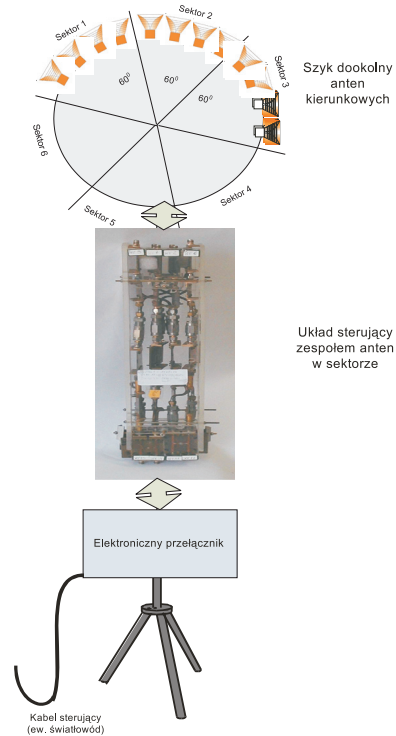 Sektor 1
Sektor 2
Sektor 3
60⁰
60⁰
60⁰
Sektor 6
Sektor 5
Sektor 4
Szyk dookolny
anten
kierunkowych
Układ sterujący
zespołem anten
w sektorze
Elektroniczny przełącznik
Kabel sterujący
(ew. światłowód)